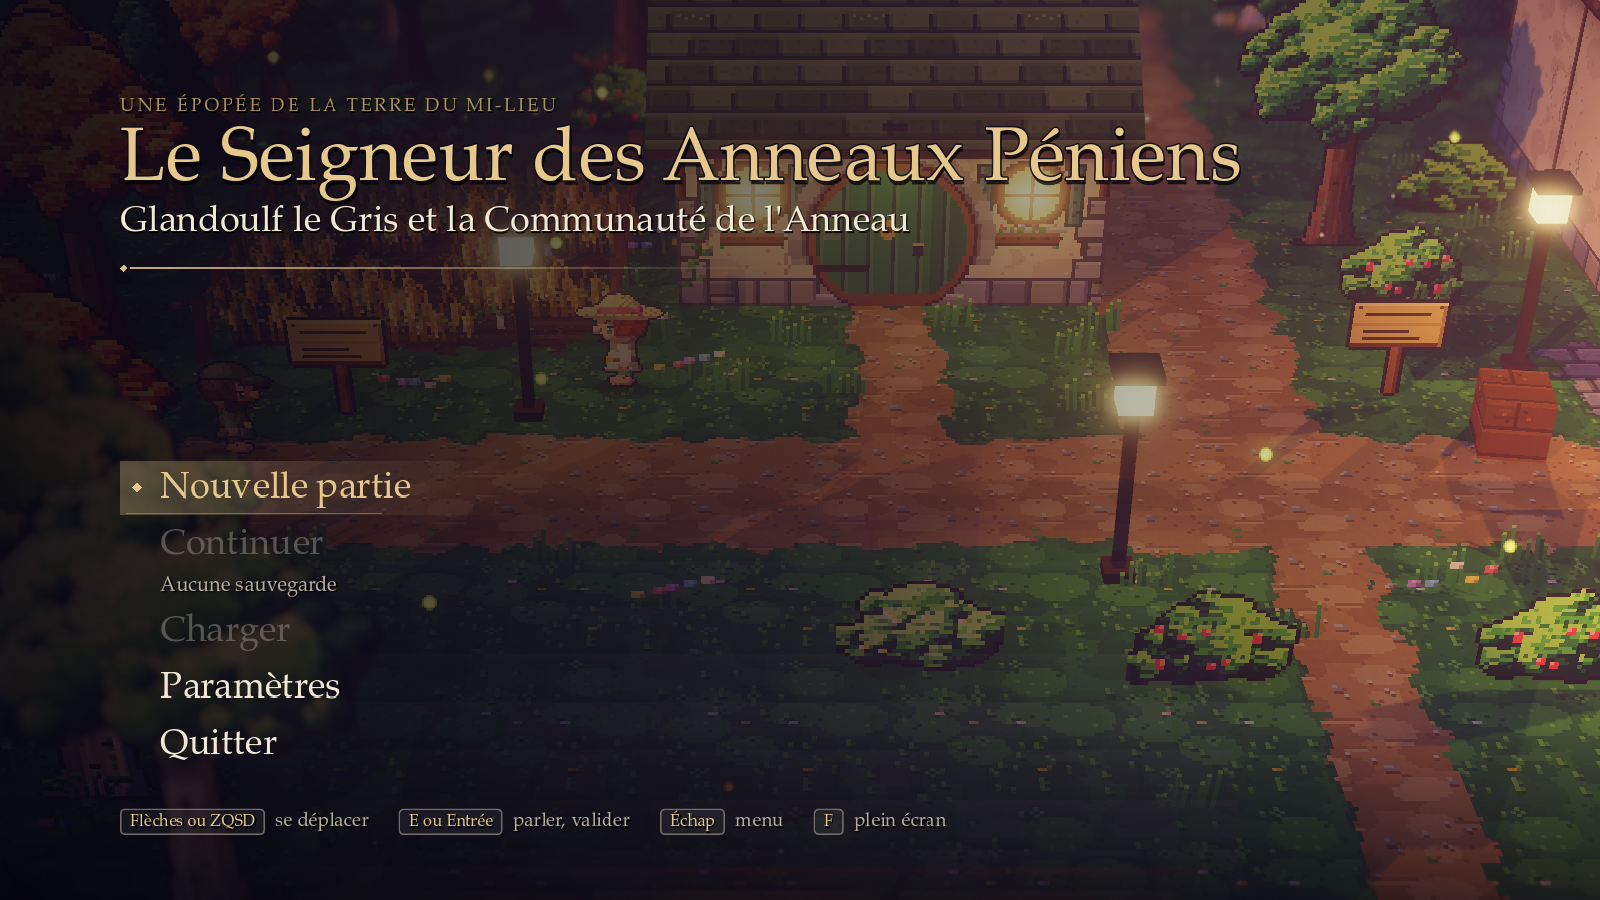 UNE ÉPOPÉE DE LA TERRE DU MI-LIEU
Le Seigneur des Anneaux Péniens
Glandoulf le Gris et la Communauté de l'Anneau
Nouvelle partie
Continuer
Aucune sauvegarde
Charger
Paramètres
Quitter
Flèches ou ZQSD se déplacer E ou Entrée parler, valider Échap menu F plein écran